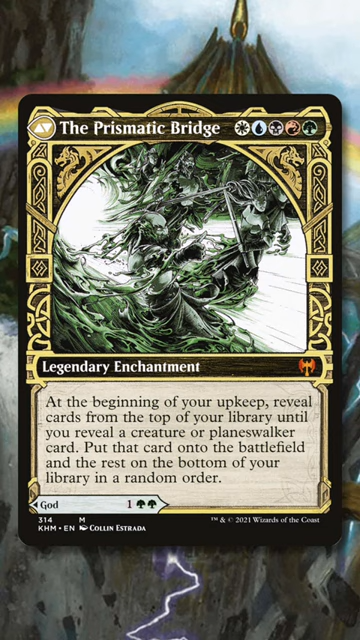 The Prismatic Bridge
Legendary Enchantment
At the beginning of your upkeep, reveal
cards from the top of your library until
you reveal a creature or planeswalker
card. Put that card onto the battlefield
and the rest on the bottom of your
library in a random order.
God 1
314 M
KHM • EN Collin Estrada
™ & © 2021 Wizards of the Coast